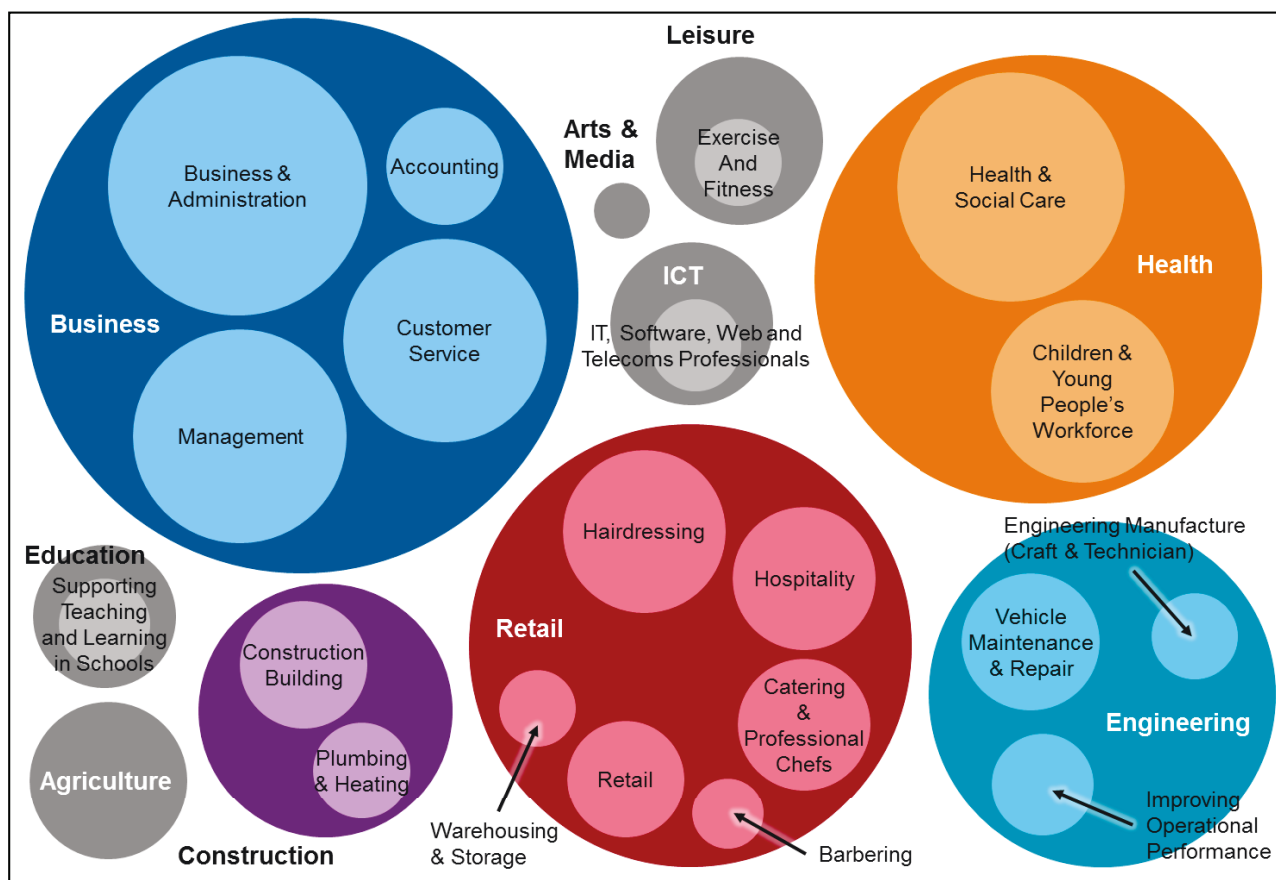 Leisure
Arts &
Media
Exercise
And
Fitness
Business &
Administration
Accounting
Business
Customer
Service
Management
Health &
Social Care
Health
Children &
Young
People's
Workforce
ICT
IT, Software, Web and
Telecoms Professionals
Education
Supporting
Teaching
and Learning
in Schools
Agriculture
Construction
Building
Plumbing
& Heating
Construction
Hairdressing
Hospitality
Retail
Catering
&
Professional
Chefs
Retail
Warehousing
& Storage
Barbering
Engineering Manufacture
(Craft & Technician)
Vehicle
Maintenance
& Repair
Engineering
Improving
Operational
Performance